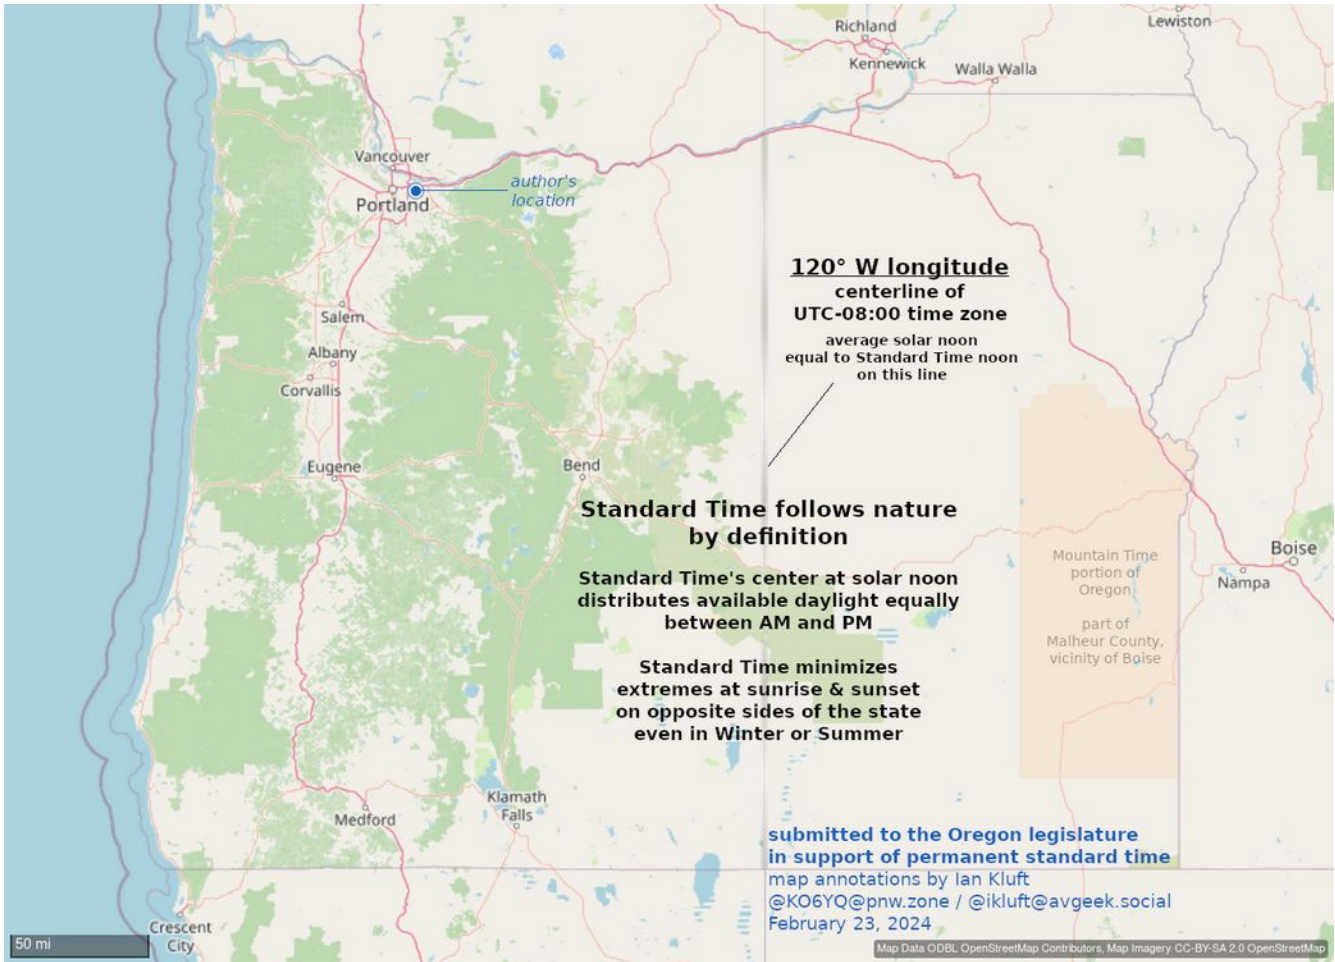 Richland
Lewiston
Kennewick
Walla Walla
Vancouver
Portland
author's
location
120° W longitude
centerline of
UTC-08:00 time zone
average solar noon
equal to Standard Time noon
on this line
Salem
Albany
Corvallis
Eugene
Bend
Standard Time follows nature
by definition
Standard Time's center at solar noon
distributes available daylight equally
between AM and PM
Standard Time minimizes
extremes at sunrise & sunset
on opposite sides of the state
even in Winter or Summer
Mountain Time
portion of
Oregon
part of
Malheur County,
vicinity of Boise
Boise
Nampa
Klamath
Falls
Medford
Crescent
City
submitted to the Oregon legislature
in support of permanent standard time
map annotations by Ian Kluft
@KO6YQ@pnw.zone / @ikluft@avgeek.social
February 23, 2024
50 mi
Map Data ODBL OpenStreetMap Contributors, Map Imagery CC-BY-SA 2.0 OpenStreetMap